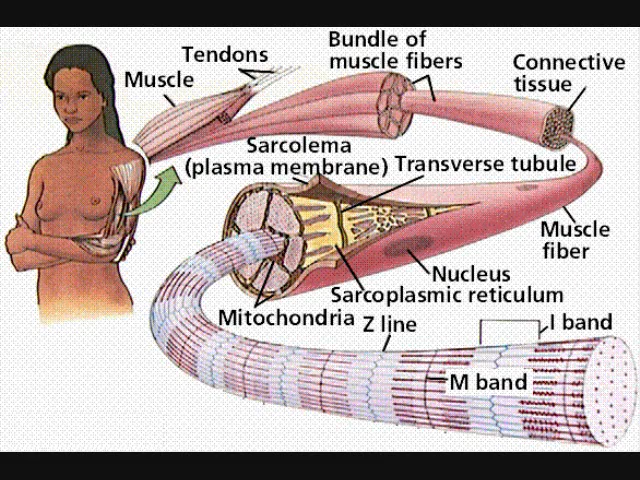 Tendons
Muscle
Bundle of
muscle fibers
Connective
tissue
Sarcolema
(plasma membrane)
Transverse tubule
Muscle
fiber
Nucleus
Sarcoplasmic reticulum
Mitochondria
Z line
I band
M band